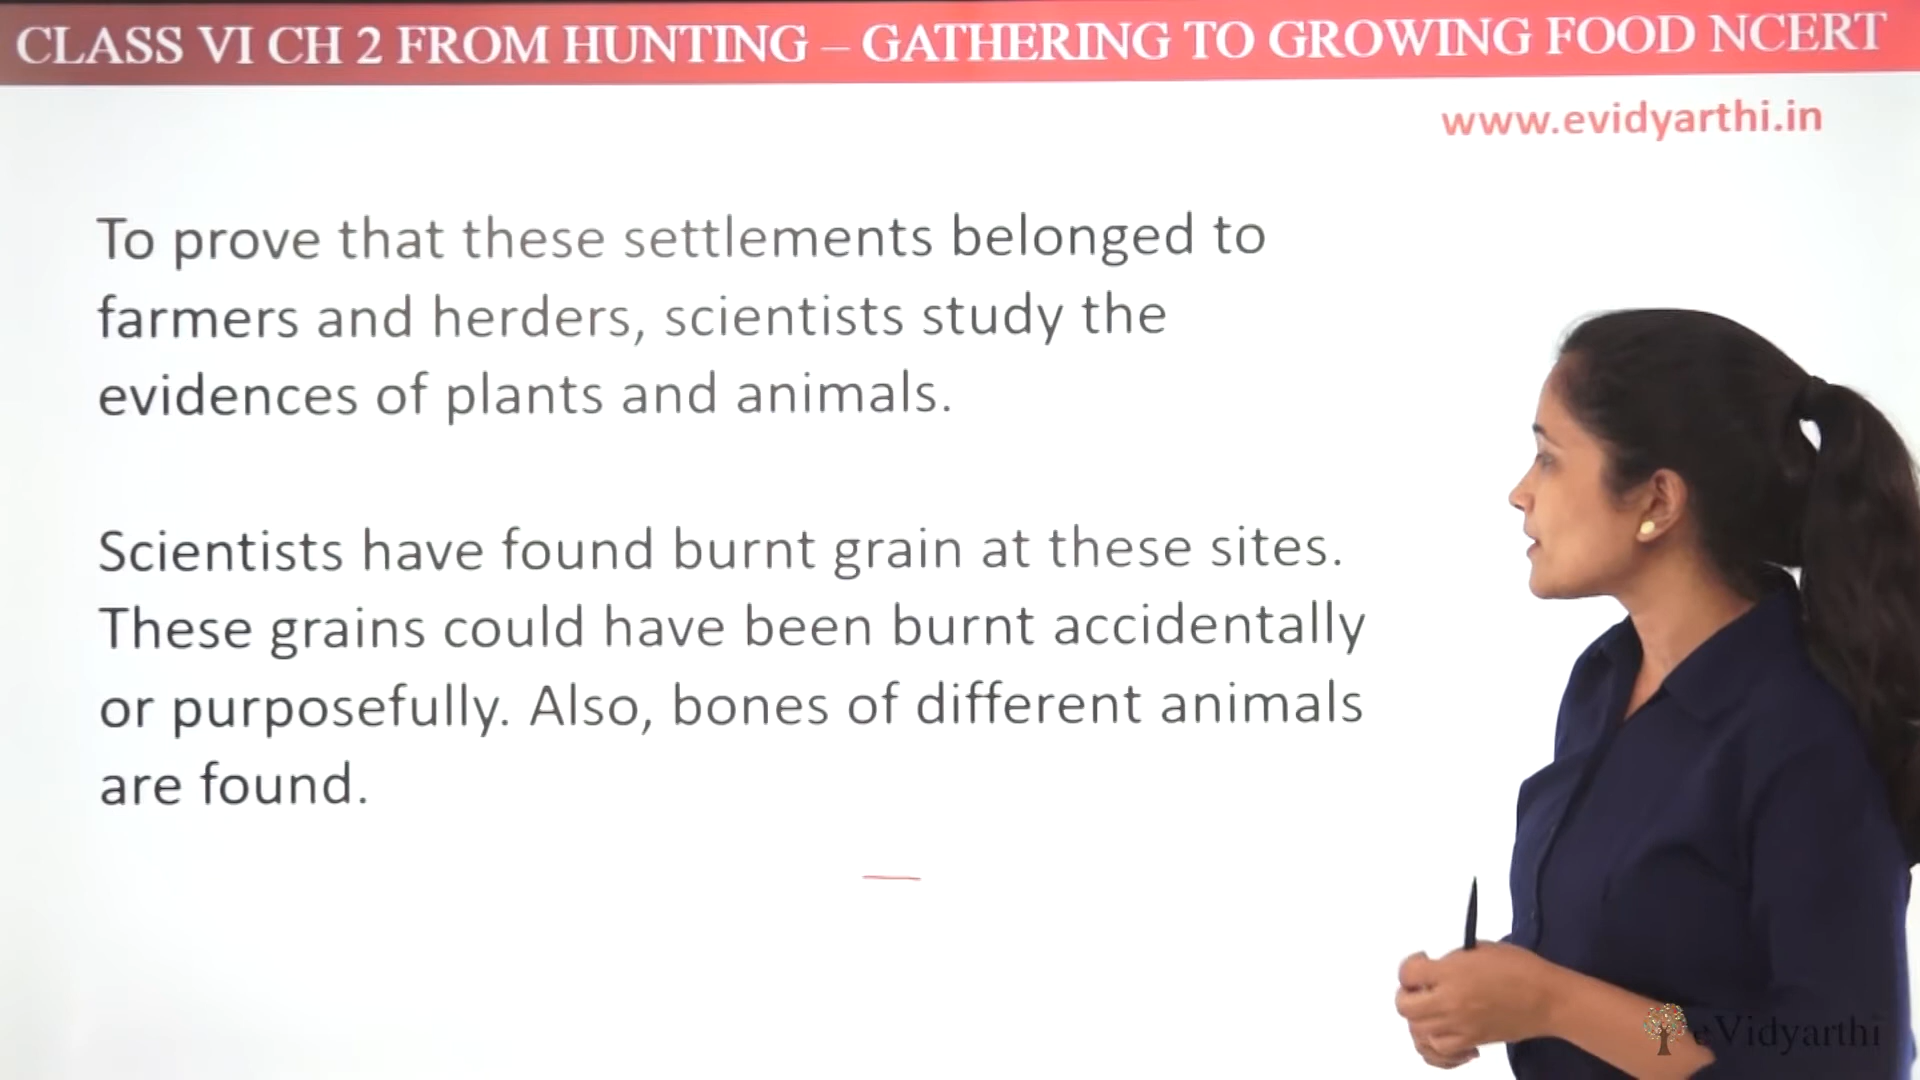 CLASS VI CH 2 FROM HUNTING – GATHERING TO GROWING FOOD NCERT
www.evidyarthi.in
To prove that these settlements belonged to
farmers and herders, scientists study the
evidences of plants and animals.
Scientists have found burnt grain at these sites.
These grains could have been burnt accidentally
or purposefully. Also, bones of different animals
are found.
eVidyarthi